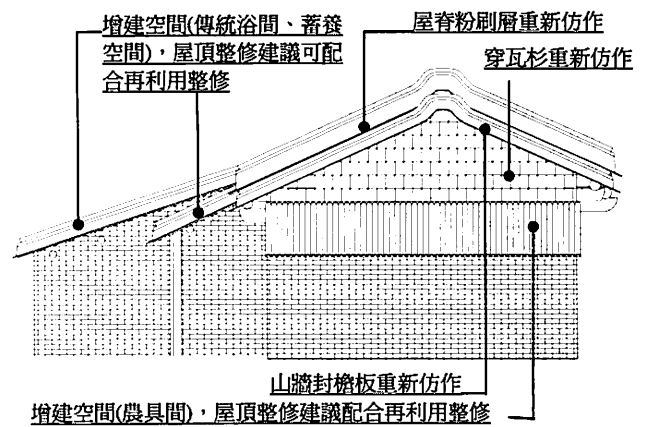 增建空間(傳統浴間、蓄養
空間)，屋頂整修建議可配
合再利用整修
屋脊粉刷層重新仿作
穿瓦杉重新仿作
山牆封檐板重新仿作
增建空間(農具間)，屋頂整修建議配合再利用整修